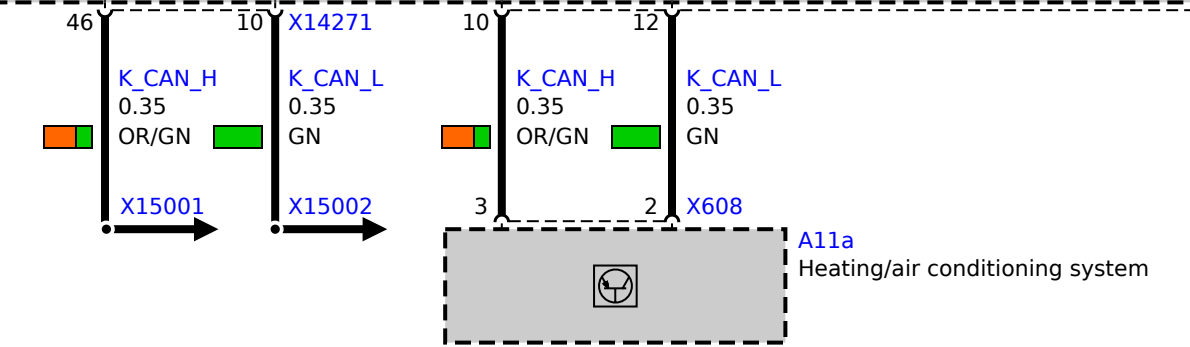 46 10 X14271 10 12
K_CAN_H K_CAN_L K_CAN_H K_CAN_L
0.35 0.35 0.35 0.35
OR/GN GN OR/GN GN
X15001 X15002 3 2 X608
A11a
Heating/air conditioning system